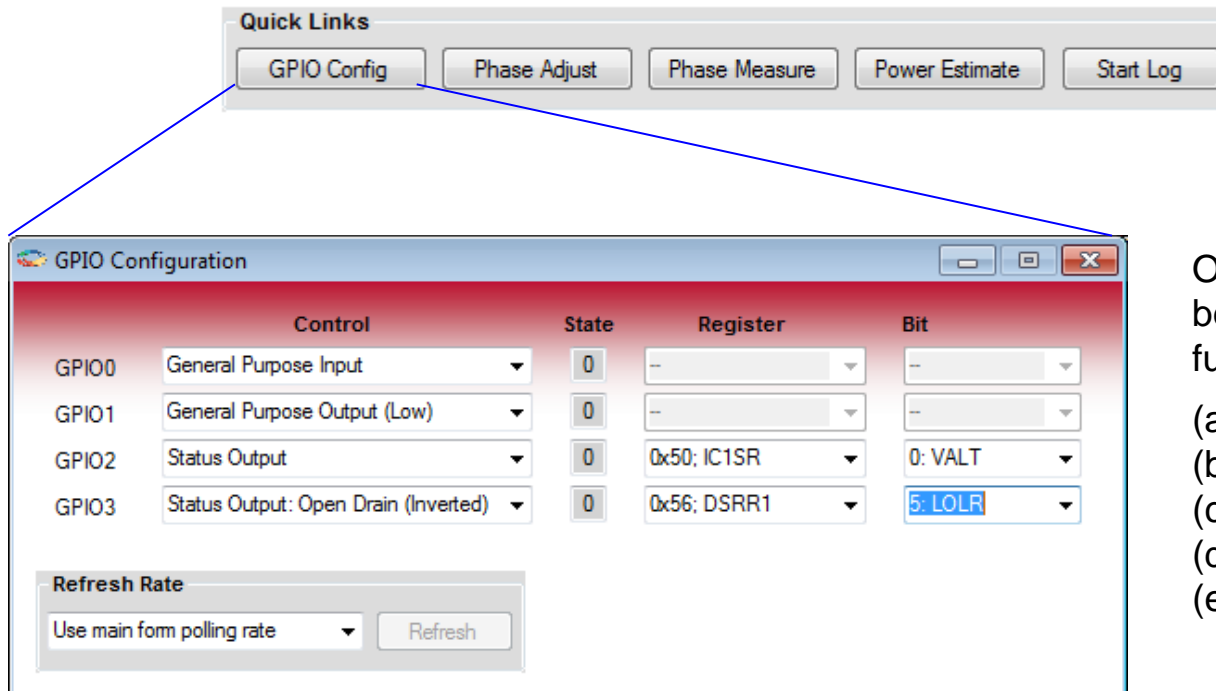 Quick Links
GPIO Config Phase Adjust Phase Measure Power Estimate Start Log
GPIO Configuration
Control State Register Bit
GPIO0 General Purpose Input 0 -- --
GPIO1 General Purpose Output (Low) 0 -- --
GPIO2 Status Output 0 0x50; IC1SR 0: VALT
GPIO3 Status Output: Open Drain (Inverted) 0 0x56; DSRR1 5: LOLR
Refresh Rate
Use main form polling rate Refresh